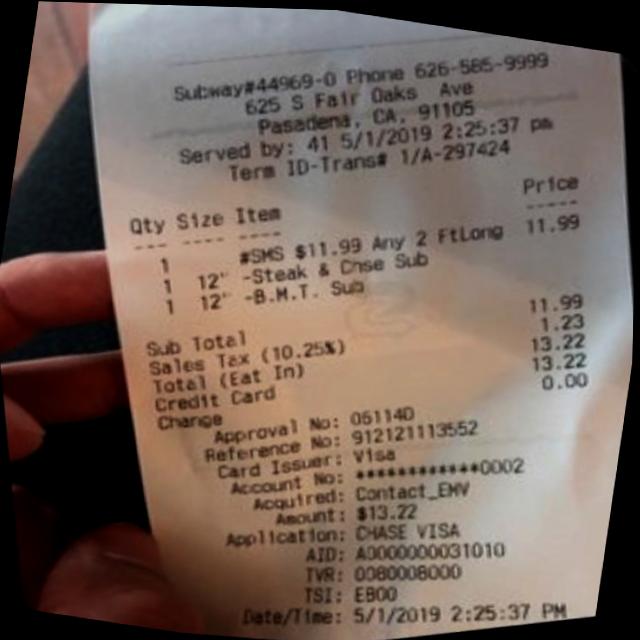 Subway#44969-0 Phone 626-585-9999
625 S Fair Oaks Ave
Pasadena, CA, 91105
Served by: 41 5/1/2019 2:25:37 pm
Term ID-Trans# 1/A-297424
Price
-----
Qty Size Item
--- ---- ----
1 #SMS $11.99 Any 2 FtLong 11.99
1 12" -Steak & Chse Sub
1 12" -B.M.T. Sub
Sub Total 11.99
Sales Tax (10.25%) 1.23
Total (Eat In) 13.22
Credit Card 13.22
Change 0.00
Approval No: 05114D
Reference No: 912121113552
Card Issuer: Visa
Account No: ************0002
Acquired: Contact_EMV
Amount: $13.22
Application: CHASE VISA
AID: A0000000031010
TVR: 0080008000
TSI: E800
Date/Time: 5/1/2019 2:25:37 PM